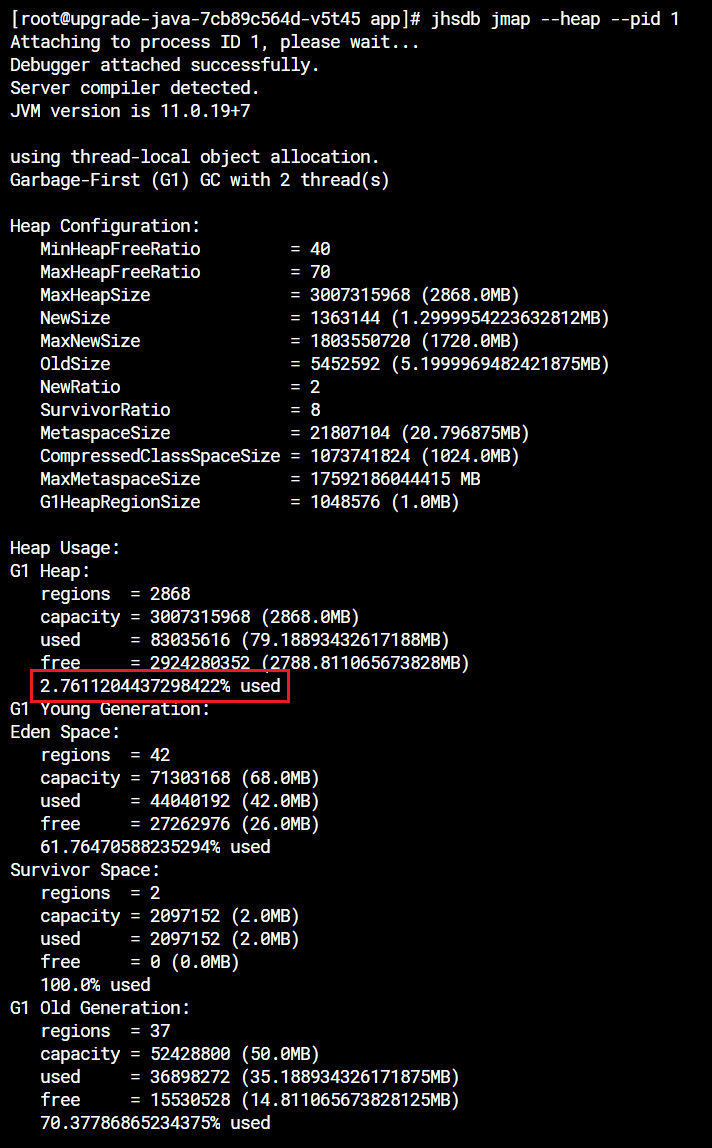 [root@upgrade-java-7cb89c564d-v5t45 app]# jhsdb jmap --heap --pid 1
Attaching to process ID 1, please wait...
Debugger attached successfully.
Server compiler detected.
JVM version is 11.0.19+7

using thread-local object allocation.
Garbage-First (G1) GC with 2 thread(s)

Heap Configuration:
   MinHeapFreeRatio         = 40
   MaxHeapFreeRatio         = 70
   MaxHeapSize              = 3007315968 (2868.0MB)
   NewSize                  = 1363144 (1.2999954223632812MB)
   MaxNewSize               = 1803550720 (1720.0MB)
   OldSize                  = 5452592 (5.1999969482421875MB)
   NewRatio                 = 2
   SurvivorRatio            = 8
   MetaspaceSize            = 21807104 (20.796875MB)
   CompressedClassSpaceSize = 1073741824 (1024.0MB)
   MaxMetaspaceSize         = 17592186044415 MB
   G1HeapRegionSize         = 1048576 (1.0MB)

Heap Usage:
G1 Heap:
   regions  = 2868
   capacity = 3007315968 (2868.0MB)
   used     = 83035616 (79.18893432617188MB)
   free     = 2924280352 (2788.811065673828MB)
   2.7611204437298422% used
G1 Young Generation:
Eden Space:
   regions  = 42
   capacity = 71303168 (68.0MB)
   used     = 44040192 (42.0MB)
   free     = 27262976 (26.0MB)
   61.76470588235294% used
Survivor Space:
   regions  = 2
   capacity = 2097152 (2.0MB)
   used     = 2097152 (2.0MB)
   free     = 0 (0.0MB)
   100.0% used
G1 Old Generation:
   regions  = 37
   capacity = 52428800 (50.0MB)
   used     = 36898272 (35.188934326171875MB)
   free     = 15530528 (14.811065673828125MB)
   70.37786865234375% used